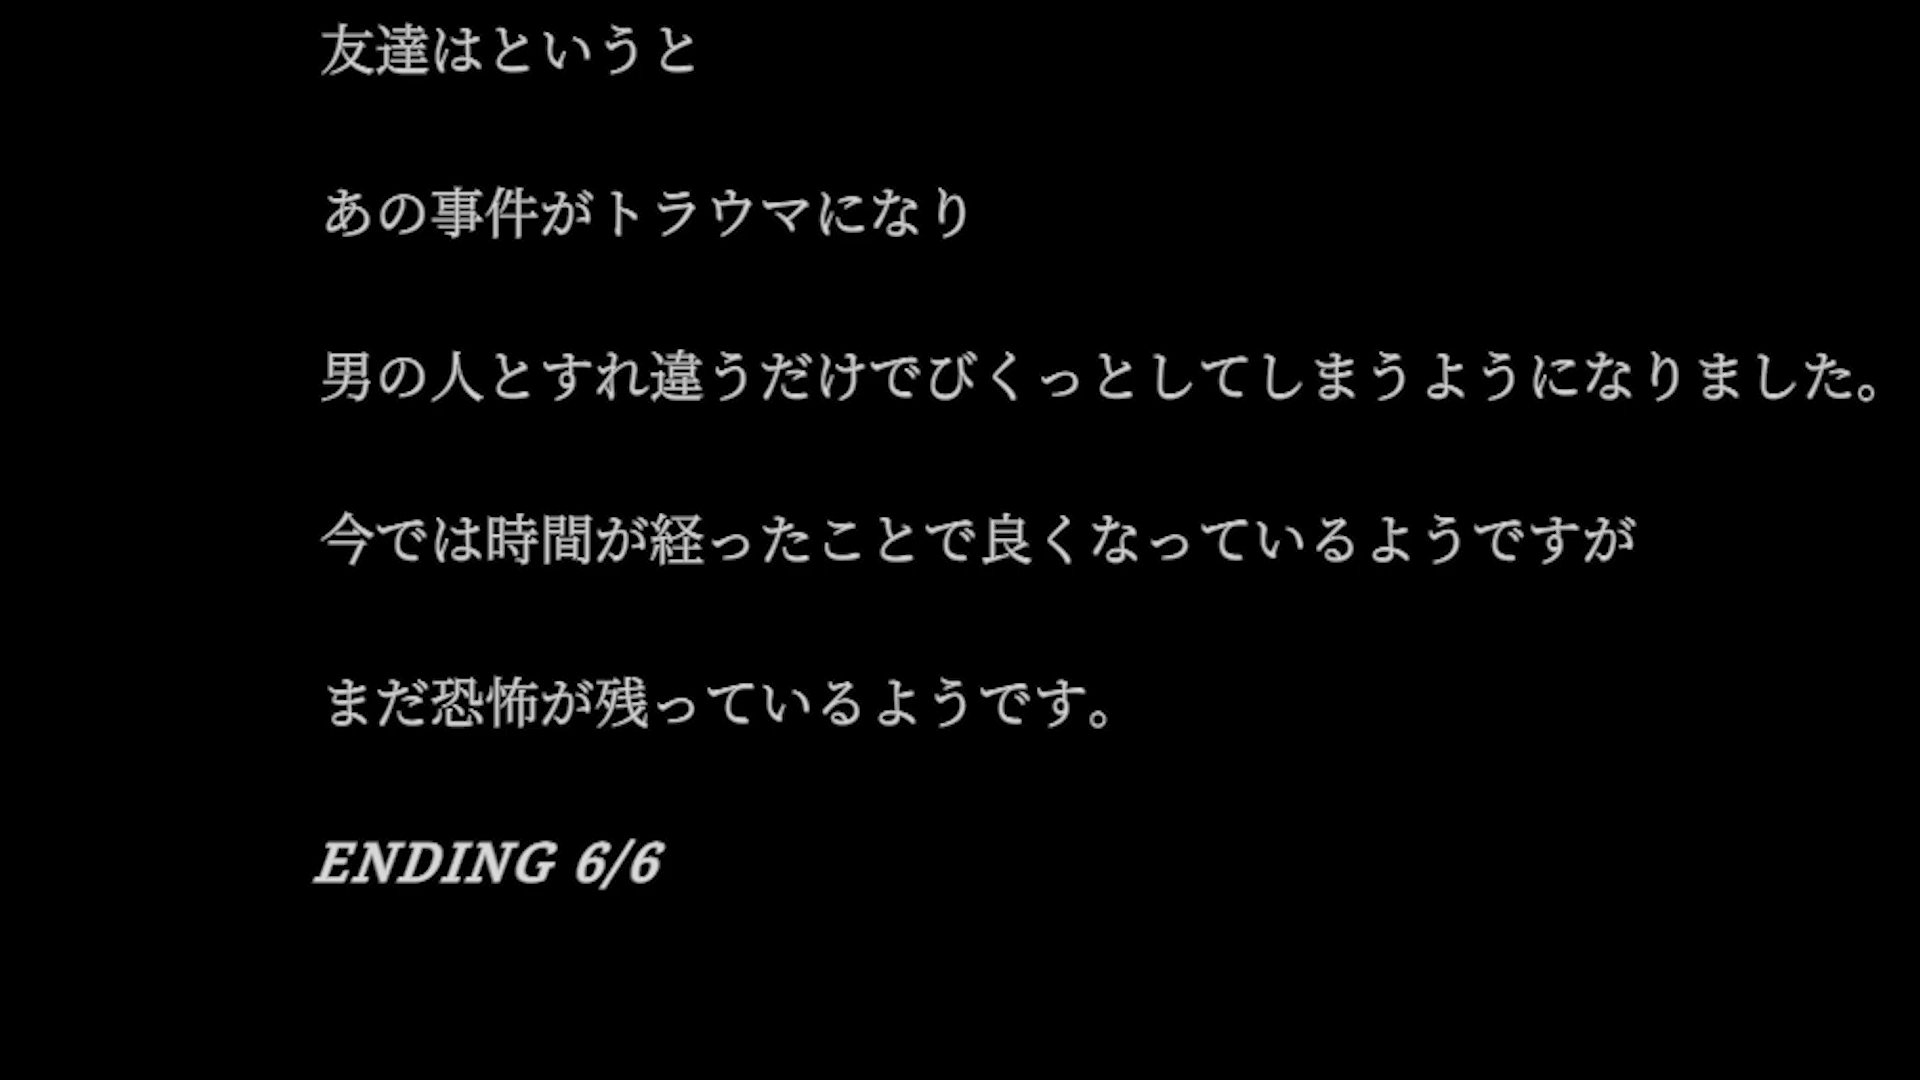 友達はというと
あの事件がトラウマになり
男の人とすれ違うだけでびくっとしてしまうようになりました。
今では時間が経ったことで良くなっているようですが
まだ恐怖が残っているようです。
ENDING 6/6